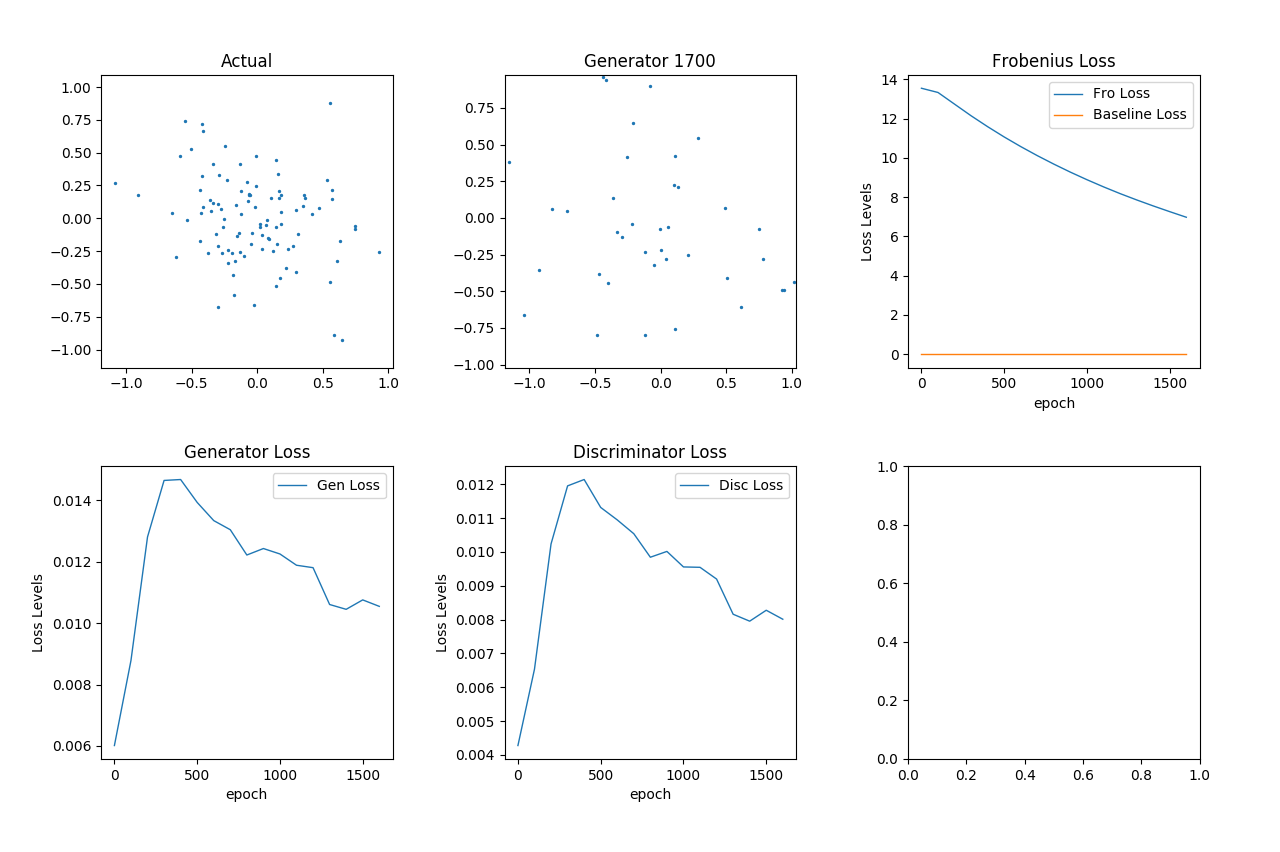 Actual
1.00
0.75
0.50
0.25
0.00
−0.25
−0.50
−0.75
−1.00
−1.0 −0.5 0.0 0.5 1.0
Generator 1700
0.75
0.50
0.25
0.00
−0.25
−0.50
−0.75
−1.00
−1.0 −0.5 0.0 0.5 1.0
Frobenius Loss
Loss Levels
14
12
10
8
6
4
2
0
Fro Loss
Baseline Loss
0 500 1000 1500
epoch
Generator Loss
Loss Levels
0.014
0.012
0.010
0.008
0.006
Gen Loss
0 500 1000 1500
epoch
Discriminator Loss
Loss Levels
0.012
0.011
0.010
0.009
0.008
0.007
0.006
0.005
0.004
Disc Loss
0 500 1000 1500
epoch
1.0
0.8
0.6
0.4
0.2
0.0
0.0 0.2 0.4 0.6 0.8 1.0